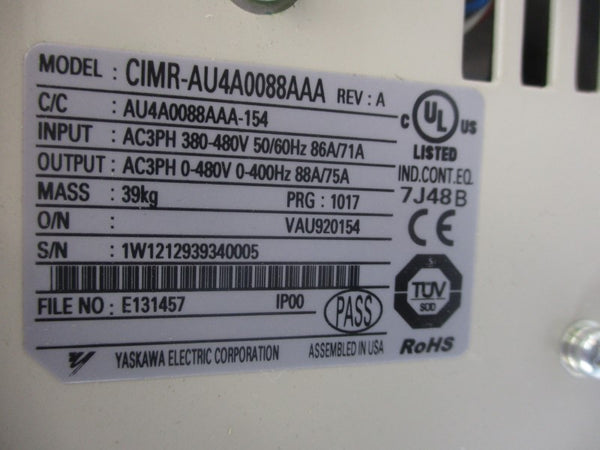 MODEL : CIMR-AU4A0088AAA REV : A
C/C : AU4A0088AAA-154
INPUT : AC3PH 380-480V 50/60Hz 86A/71A
OUTPUT : AC3PH 0-480V 0-400Hz 88A/75A
MASS : 39kg PRG : 1017
O/N : VAU920154
S/N : 1W1212939340005
FILE NO : E131457 IP00
PASS
YASKAWA ELECTRIC CORPORATION ASSEMBLED IN USA
C UL US
LISTED
IND.CONT.EQ.
7J48B
CE
TÜV
SÜD
RoHS